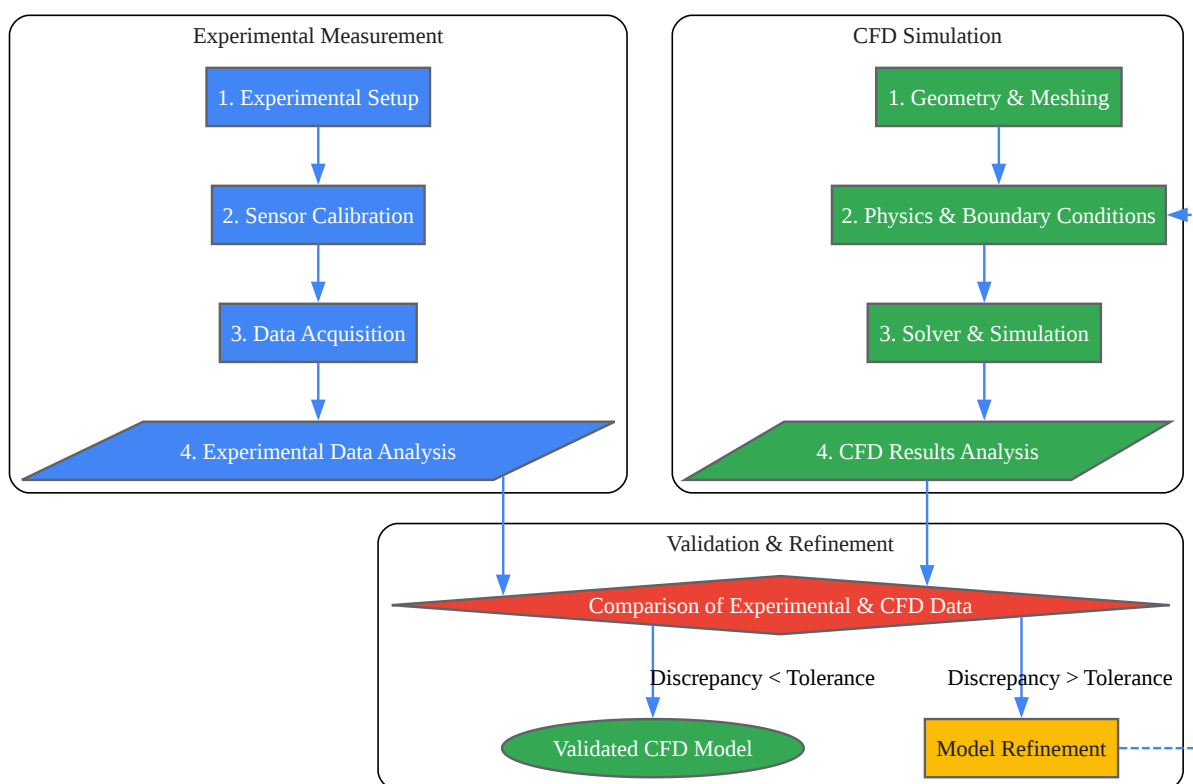 Experimental Measurement
1. Experimental Setup
2. Sensor Calibration
3. Data Acquisition
4. Experimental Data Analysis
CFD Simulation
1. Geometry & Meshing
2. Physics & Boundary Conditions
3. Solver & Simulation
4. CFD Results Analysis
Validation & Refinement
Comparison of Experimental & CFD Data
Discrepancy < Tolerance
Discrepancy > Tolerance
Validated CFD Model
Model Refinement